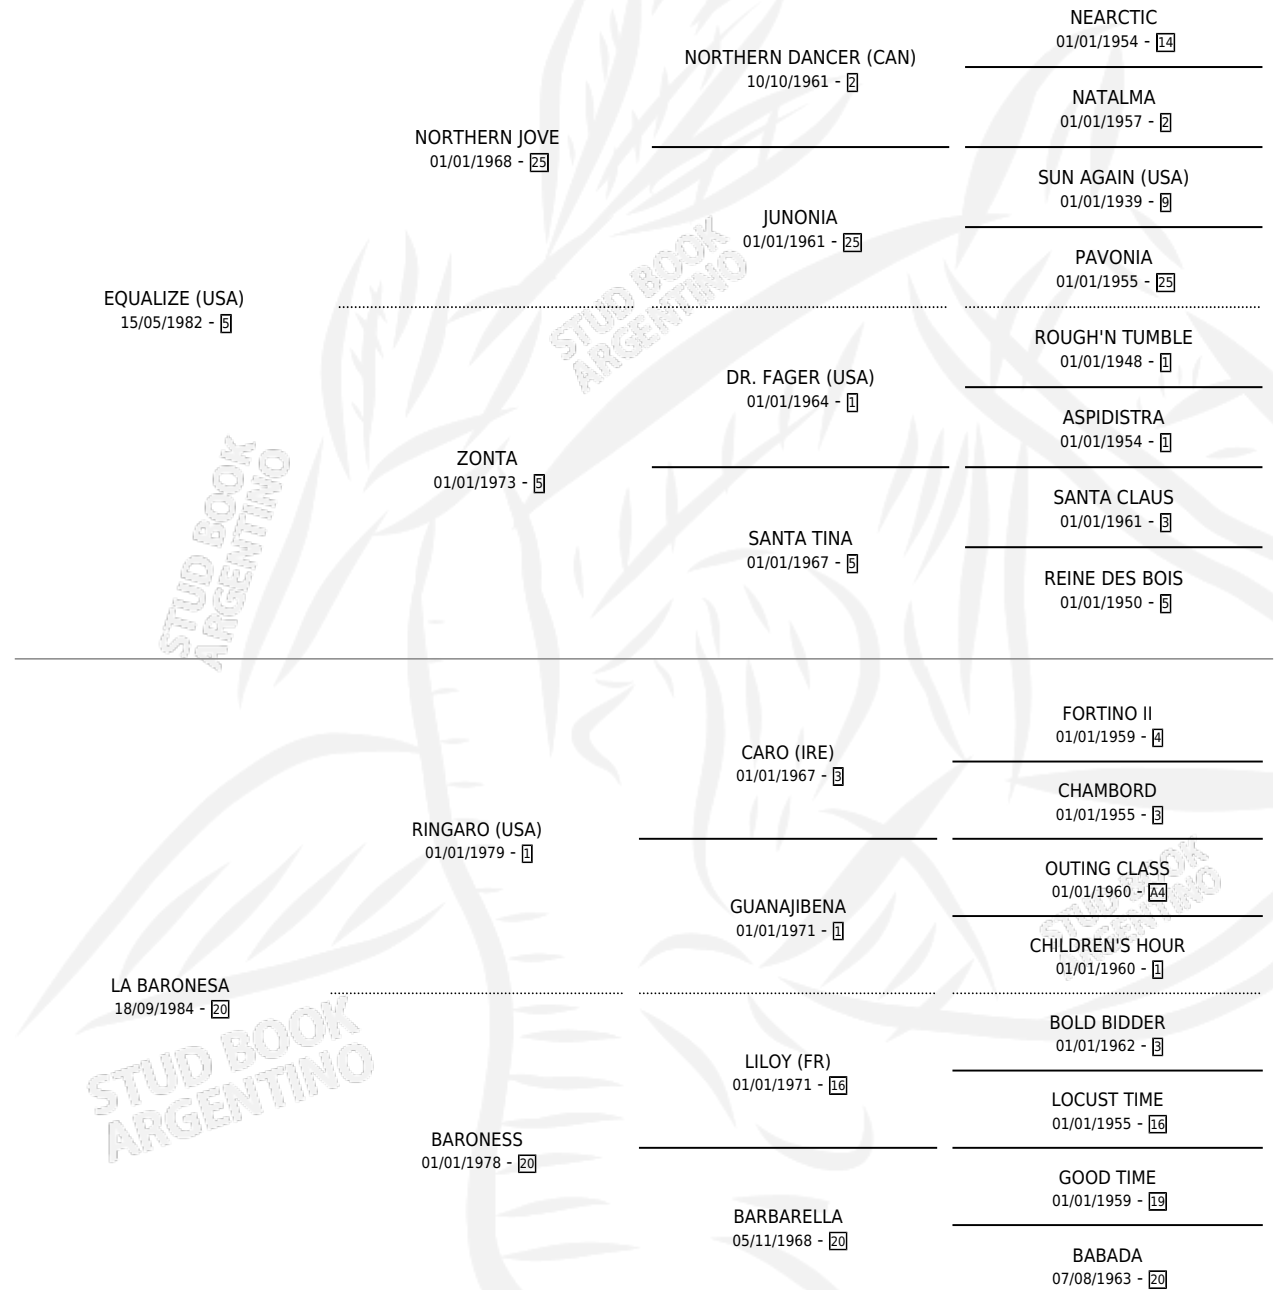 NEARCTIC
01/01/1954 - 14
NORTHERN DANCER (CAN)
10/10/1961 - 2
NATALMA
01/01/1957 - 2
NORTHERN JOVE
01/01/1968 - 25
SUN AGAIN (USA)
01/01/1939 - 9
JUNONIA
01/01/1961 - 25
PAVONIA
01/01/1955 - 25
EQUALIZE (USA)
15/05/1982 - 5
STUD BOOK
ARGENTINO
ROUGH'N TUMBLE
01/01/1948 - 1
DR. FAGER (USA)
01/01/1964 - 1
ASPIDISTRA
01/01/1954 - 1
ZONTA
01/01/1973 - 5
SANTA CLAUS
01/01/1961 - 3
SANTA TINA
01/01/1967 - 5
REINE DES BOIS
01/01/1950 - 5
STUD BOOK
ARGENTINO
FORTINO II
01/01/1959 - 4
CARO (IRE)
01/01/1967 - 3
CHAMBORD
01/01/1955 - 3
RINGARO (USA)
01/01/1979 - 1
OUTING CLASS
01/01/1960 - A4
GUANAJIBENA
01/01/1971 - 1
CHILDREN'S HOUR
01/01/1960 - 1
STUD BOOK
ARGENTINO
LA BARONESA
18/09/1984 - 20
BOLD BIDDER
01/01/1962 - 3
LILOY (FR)
01/01/1971 - 16
LOCUST TIME
01/01/1955 - 16
STUD BOOK
ARGENTINO
BARONESS
01/01/1978 - 20
GOOD TIME
01/01/1959 - 19
BARBARELLA
05/11/1968 - 20
BABADA
07/08/1963 - 20